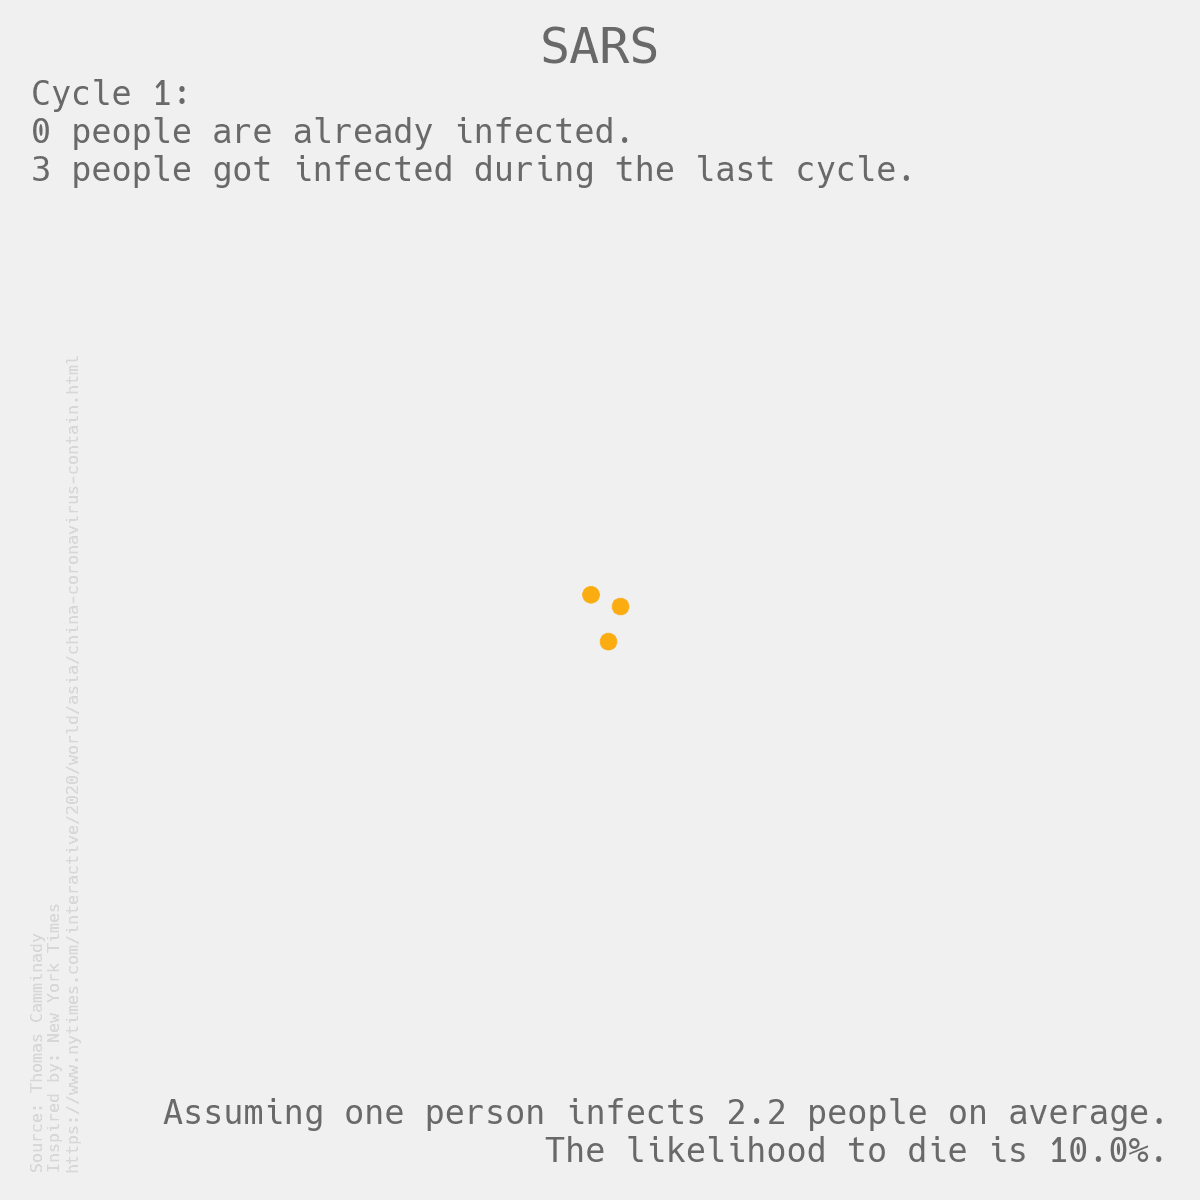 SARS
Cycle 1:
0 people are already infected.
3 people got infected during the last cycle.
Source: Thomas Camminady
Inspired by: New York Times
https://www.nytimes.com/interactive/2020/world/asia/china-coronavirus-contain.html
Assuming one person infects 2.2 people on average.
The likelihood to die is 10.0%.